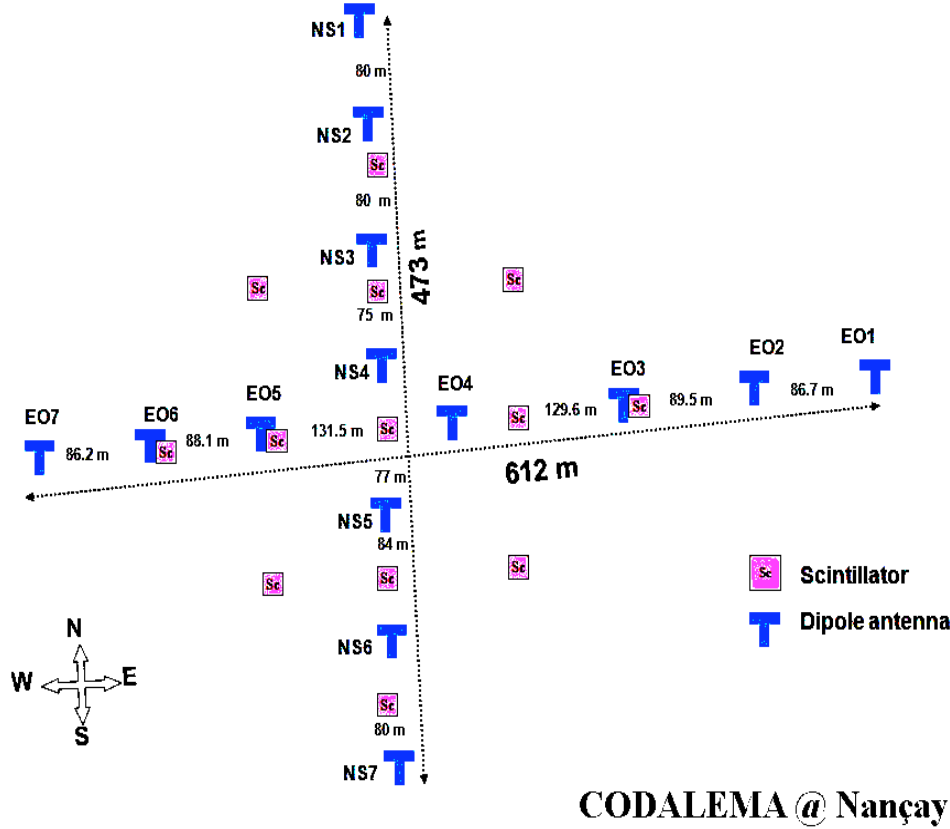 NS1
80 m
NS2
Sc
80 m
NS3
473 m
Sc
Sc
Sc
75 m
NS4
EO1
EO2
EO3
EO4
EO5
EO6
EO7
86.7 m
89.5 m
129.6 m
Sc
Sc
Sc
131.5 m
Sc
88.1 m
Sc
86.2 m
612 m
77 m
NS5
84 m
Sc
Sc
Sc
Sc
Scintillator
Dipole antenna
N
W
E
S
NS6
Sc
80 m
NS7
CODALEMA @ Nançay